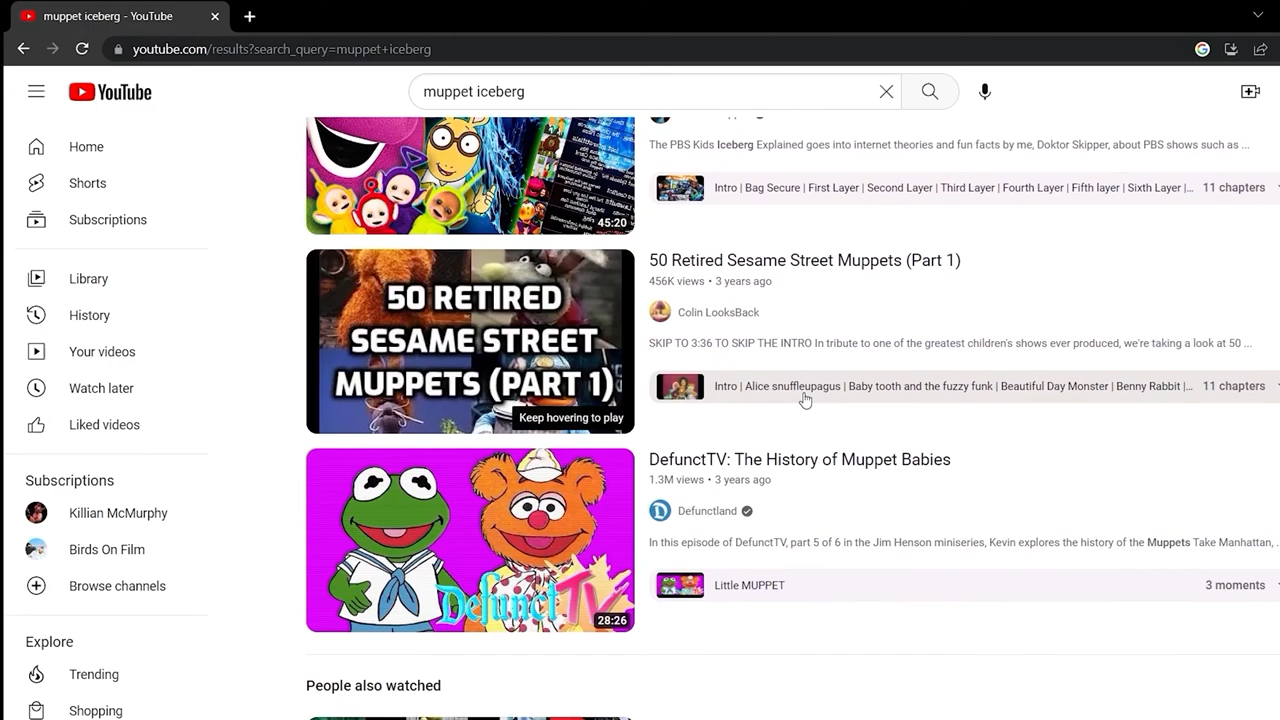 muppet iceberg - YouTube
youtube.com/results?search_query=muppet+iceberg
YouTube
muppet iceberg
Home
Shorts
Subscriptions
Library
History
Your videos
Watch later
Liked videos
Subscriptions
Killian McMurphy
Birds On Film
Browse channels
Explore
Trending
Shopping
45:20
The PBS Kids Iceberg Explained goes into internet theories and fun facts by me, Doktor Skipper, about PBS shows such as ...
Intro | Bag Secure | First Layer | Second Layer | Third Layer | Fourth Layer | Fifth layer | Sixth Layer |...
11 chapters
50 RETIRED
SESAME STREET
MUPPETS (PART 1)
Keep hovering to play
50 Retired Sesame Street Muppets (Part 1)
456K views • 3 years ago
Colin LooksBack
SKIP TO 3:36 TO SKIP THE INTRO In tribute to one of the greatest children's shows ever produced, we're taking a look at 50 ...
Intro | Alice snuffleupagus | Baby tooth and the fuzzy funk | Beautiful Day Monster | Benny Rabbit |...
11 chapters
DefunctTV
28:26
DefunctTV: The History of Muppet Babies
1.3M views • 3 years ago
Defunctland
In this episode of DefunctTV, part 5 of 6 in the Jim Henson miniseries, Kevin explores the history of the Muppets Take Manhattan, .
Little MUPPET
3 moments
People also watched